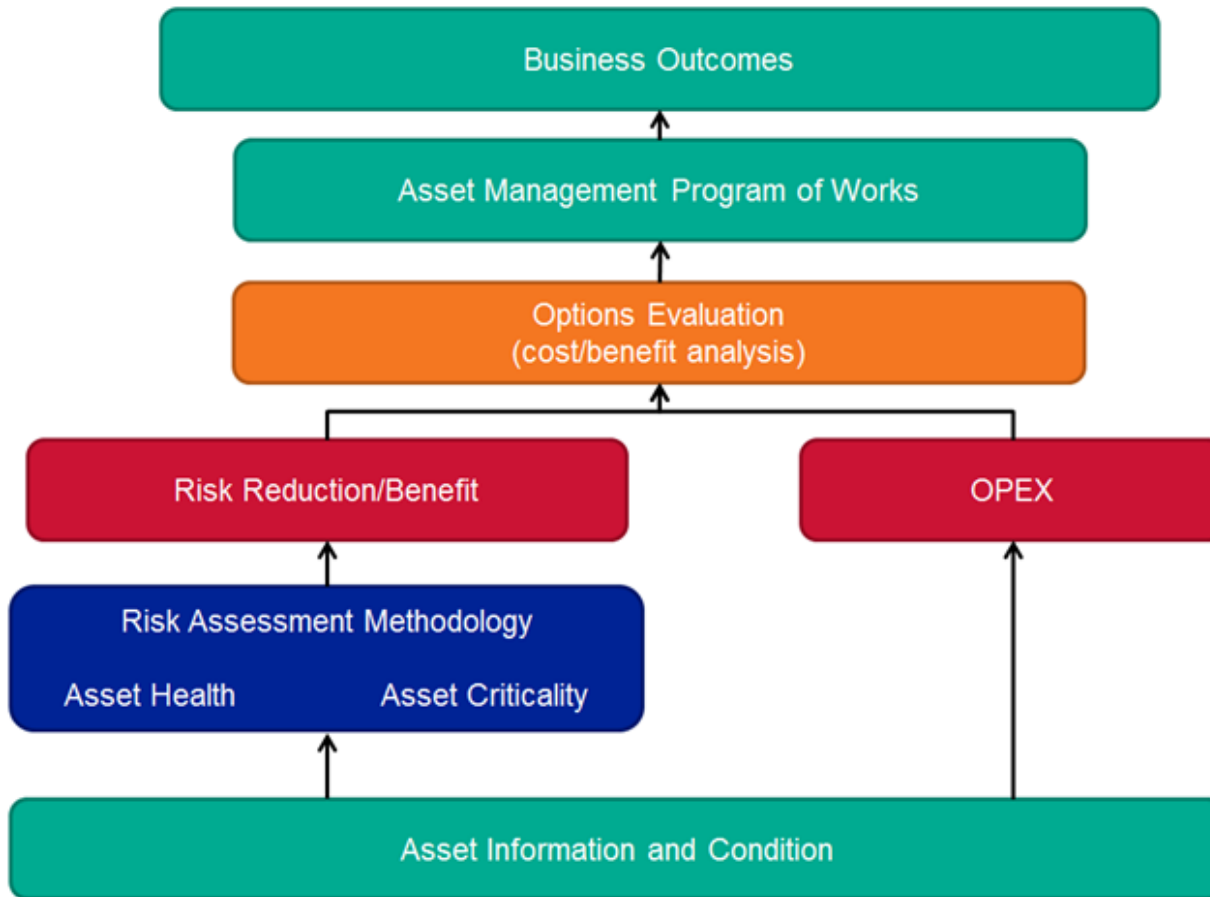 Business Outcomes
Asset Management Program of Works
Options Evaluation
(cost/benefit analysis)
Risk Reduction/Benefit
OPEX
Risk Assessment Methodology
Asset Health
Asset Criticality
Asset Information and Condition